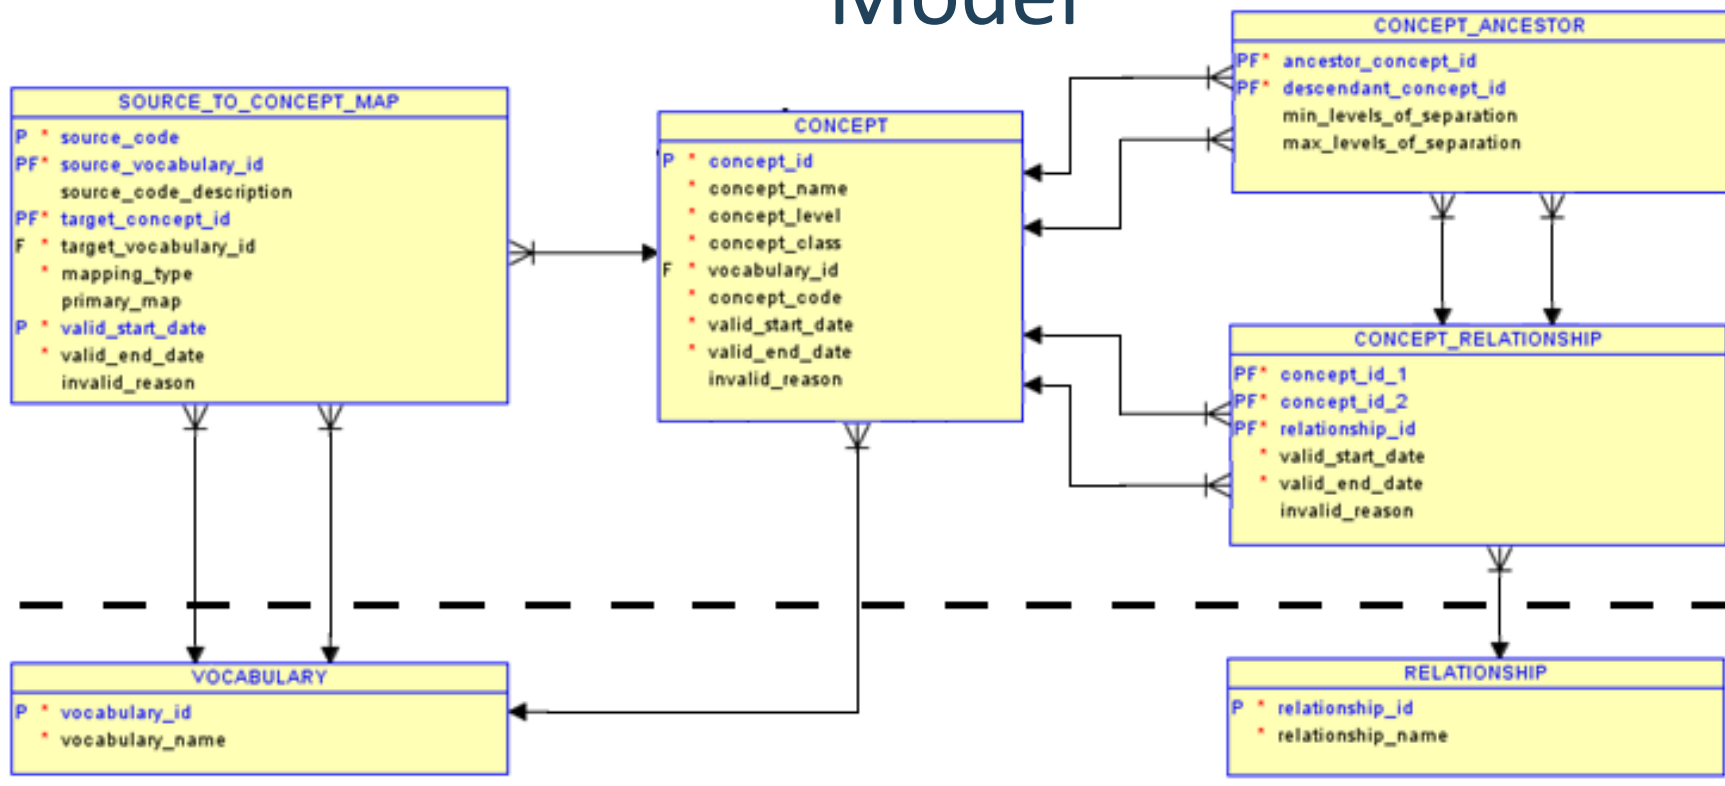 Model
SOURCE_TO_CONCEPT_MAP
P * source_code
PF* source_vocabulary_id
source_code_description
PF* target_concept_id
F * target_vocabulary_id
* mapping_type
primary_map
P * valid_start_date
* valid_end_date
invalid_reason
CONCEPT
P * concept_id
* concept_name
* concept_level
* concept_class
F * vocabulary_id
* concept_code
* valid_start_date
* valid_end_date
invalid_reason
CONCEPT_ANCESTOR
PF* ancestor_concept_id
PF* descendant_concept_id
min_levels_of_separation
max_levels_of_separation
CONCEPT_RELATIONSHIP
PF* concept_id_1
PF* concept_id_2
PF* relationship_id
* valid_start_date
* valid_end_date
invalid_reason
VOCABULARY
P * vocabulary_id
* vocabulary_name
RELATIONSHIP
P * relationship_id
* relationship_name